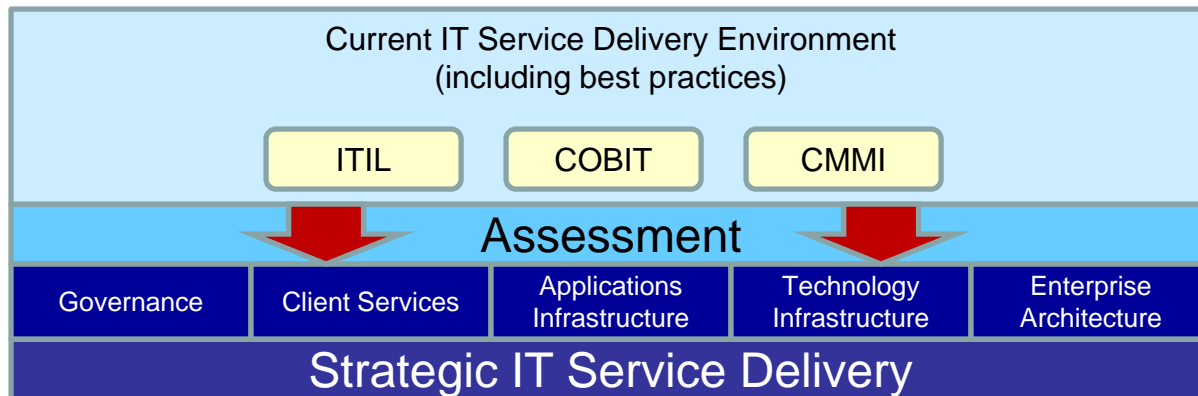 Current IT Service Delivery Environment
(including best practices)
ITIL
COBIT
CMMI
Assessment
Governance
Client Services
Applications
Infrastructure
Technology
Infrastructure
Enterprise
Architecture
Strategic IT Service Delivery